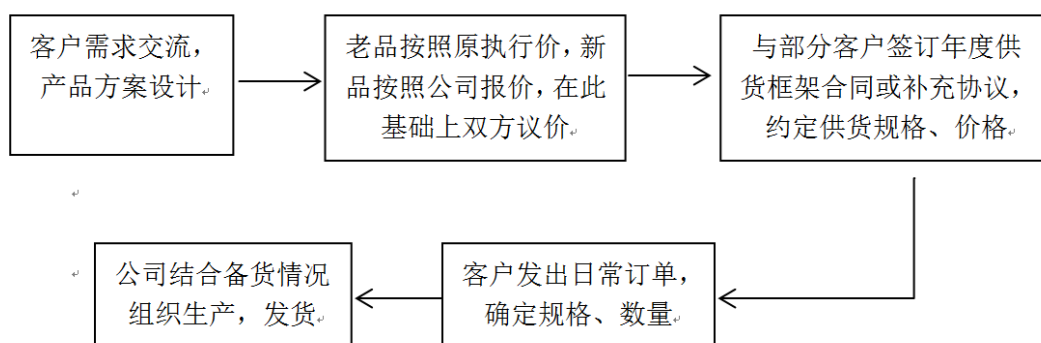 客户需求交流，
产品方案设计
老品按照原执行价，新
品按照公司报价，在此
基础上双方议价
与部分客户签订年度供
货框架合同或补充协议，
约定供货规格、价格
客户发出日常订单，
确定规格、数量
公司结合备货情况
组织生产，发货